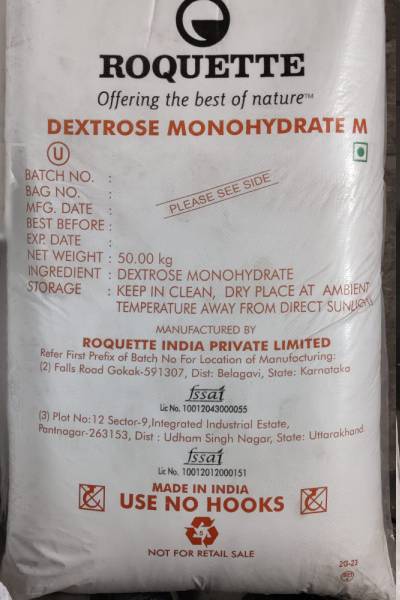 ROQUETTE
Offering the best of nature™
DEXTROSE MONOHYDRATE M
U
BATCH NO. :
BAG NO. :
MFG. DATE :
BEST BEFORE :
EXP. DATE :
PLEASE SEE SIDE
NET WEIGHT : 50.00 kg
INGREDIENT : DEXTROSE MONOHYDRATE
STORAGE : KEEP IN CLEAN, DRY PLACE AT AMBIENT
TEMPERATURE AWAY FROM DIRECT SUNLIGHT
MANUFACTURED BY
ROQUETTE INDIA PRIVATE LIMITED
Refer First Prefix of Batch No For Location of Manufacturing:
(2) Falls Road Gokak-591307, Dist: Belagavi, State: Karnataka
fssai
Lic No. 10012043000055
(3) Plot No:12 Sector-9,Integrated Industrial Estate,
Pantnagar-263153, Dist : Udham Singh Nagar, State: Uttarakhand
fssai
Lic No. 10012012000151
MADE IN INDIA
USE NO HOOKS
5
NOT FOR RETAIL SALE
2G-23